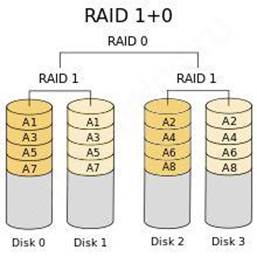 RAID 1+0
RAID 0
RAID 1 RAID 1
A1 A1 A2 A2
A3 A3 A4 A4
A5 A5 A6 A6
A7 A7 A8 A8
Disk 0 Disk 1 Disk 2 Disk 3